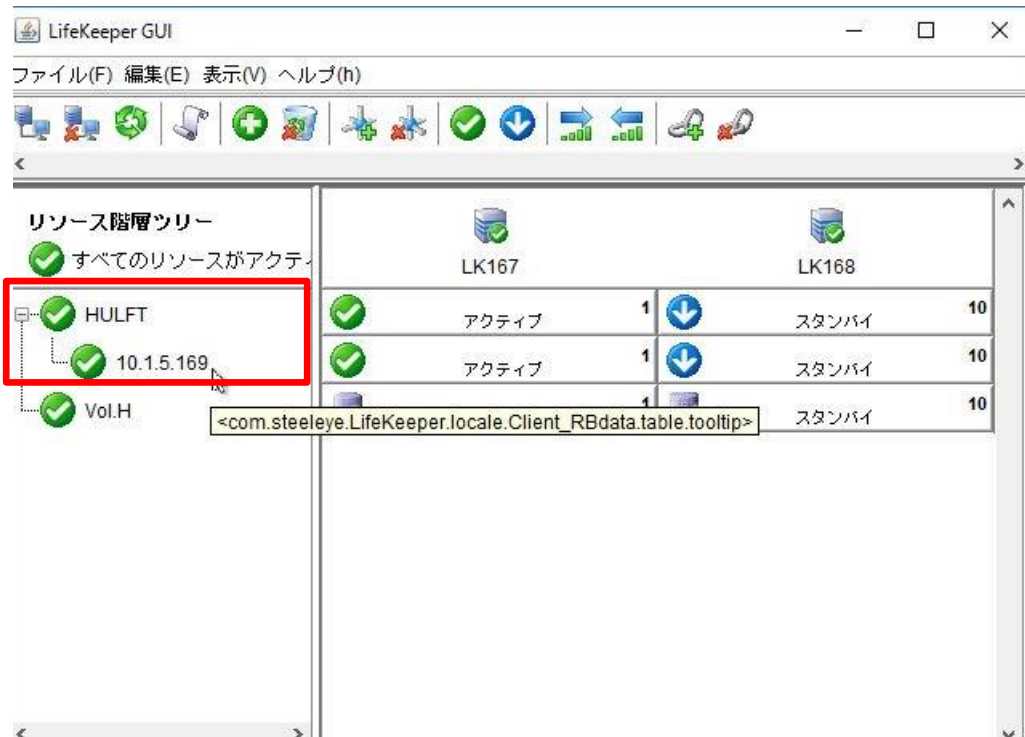 LifeKeeper GUI
ファイル(F) 編集(E) 表示(V) ヘルプ(h)
リソース階層ツリー
すべてのリソースがアクティ
LK167
LK168
HULFT
アクティブ
1
スタンバイ
10
10.1.5.169
アクティブ
1
スタンバイ
10
Vol.H
1
スタンバイ
10
<com.steeleye.LifeKeeper.locale.Client_RBdata.table.tooltip>